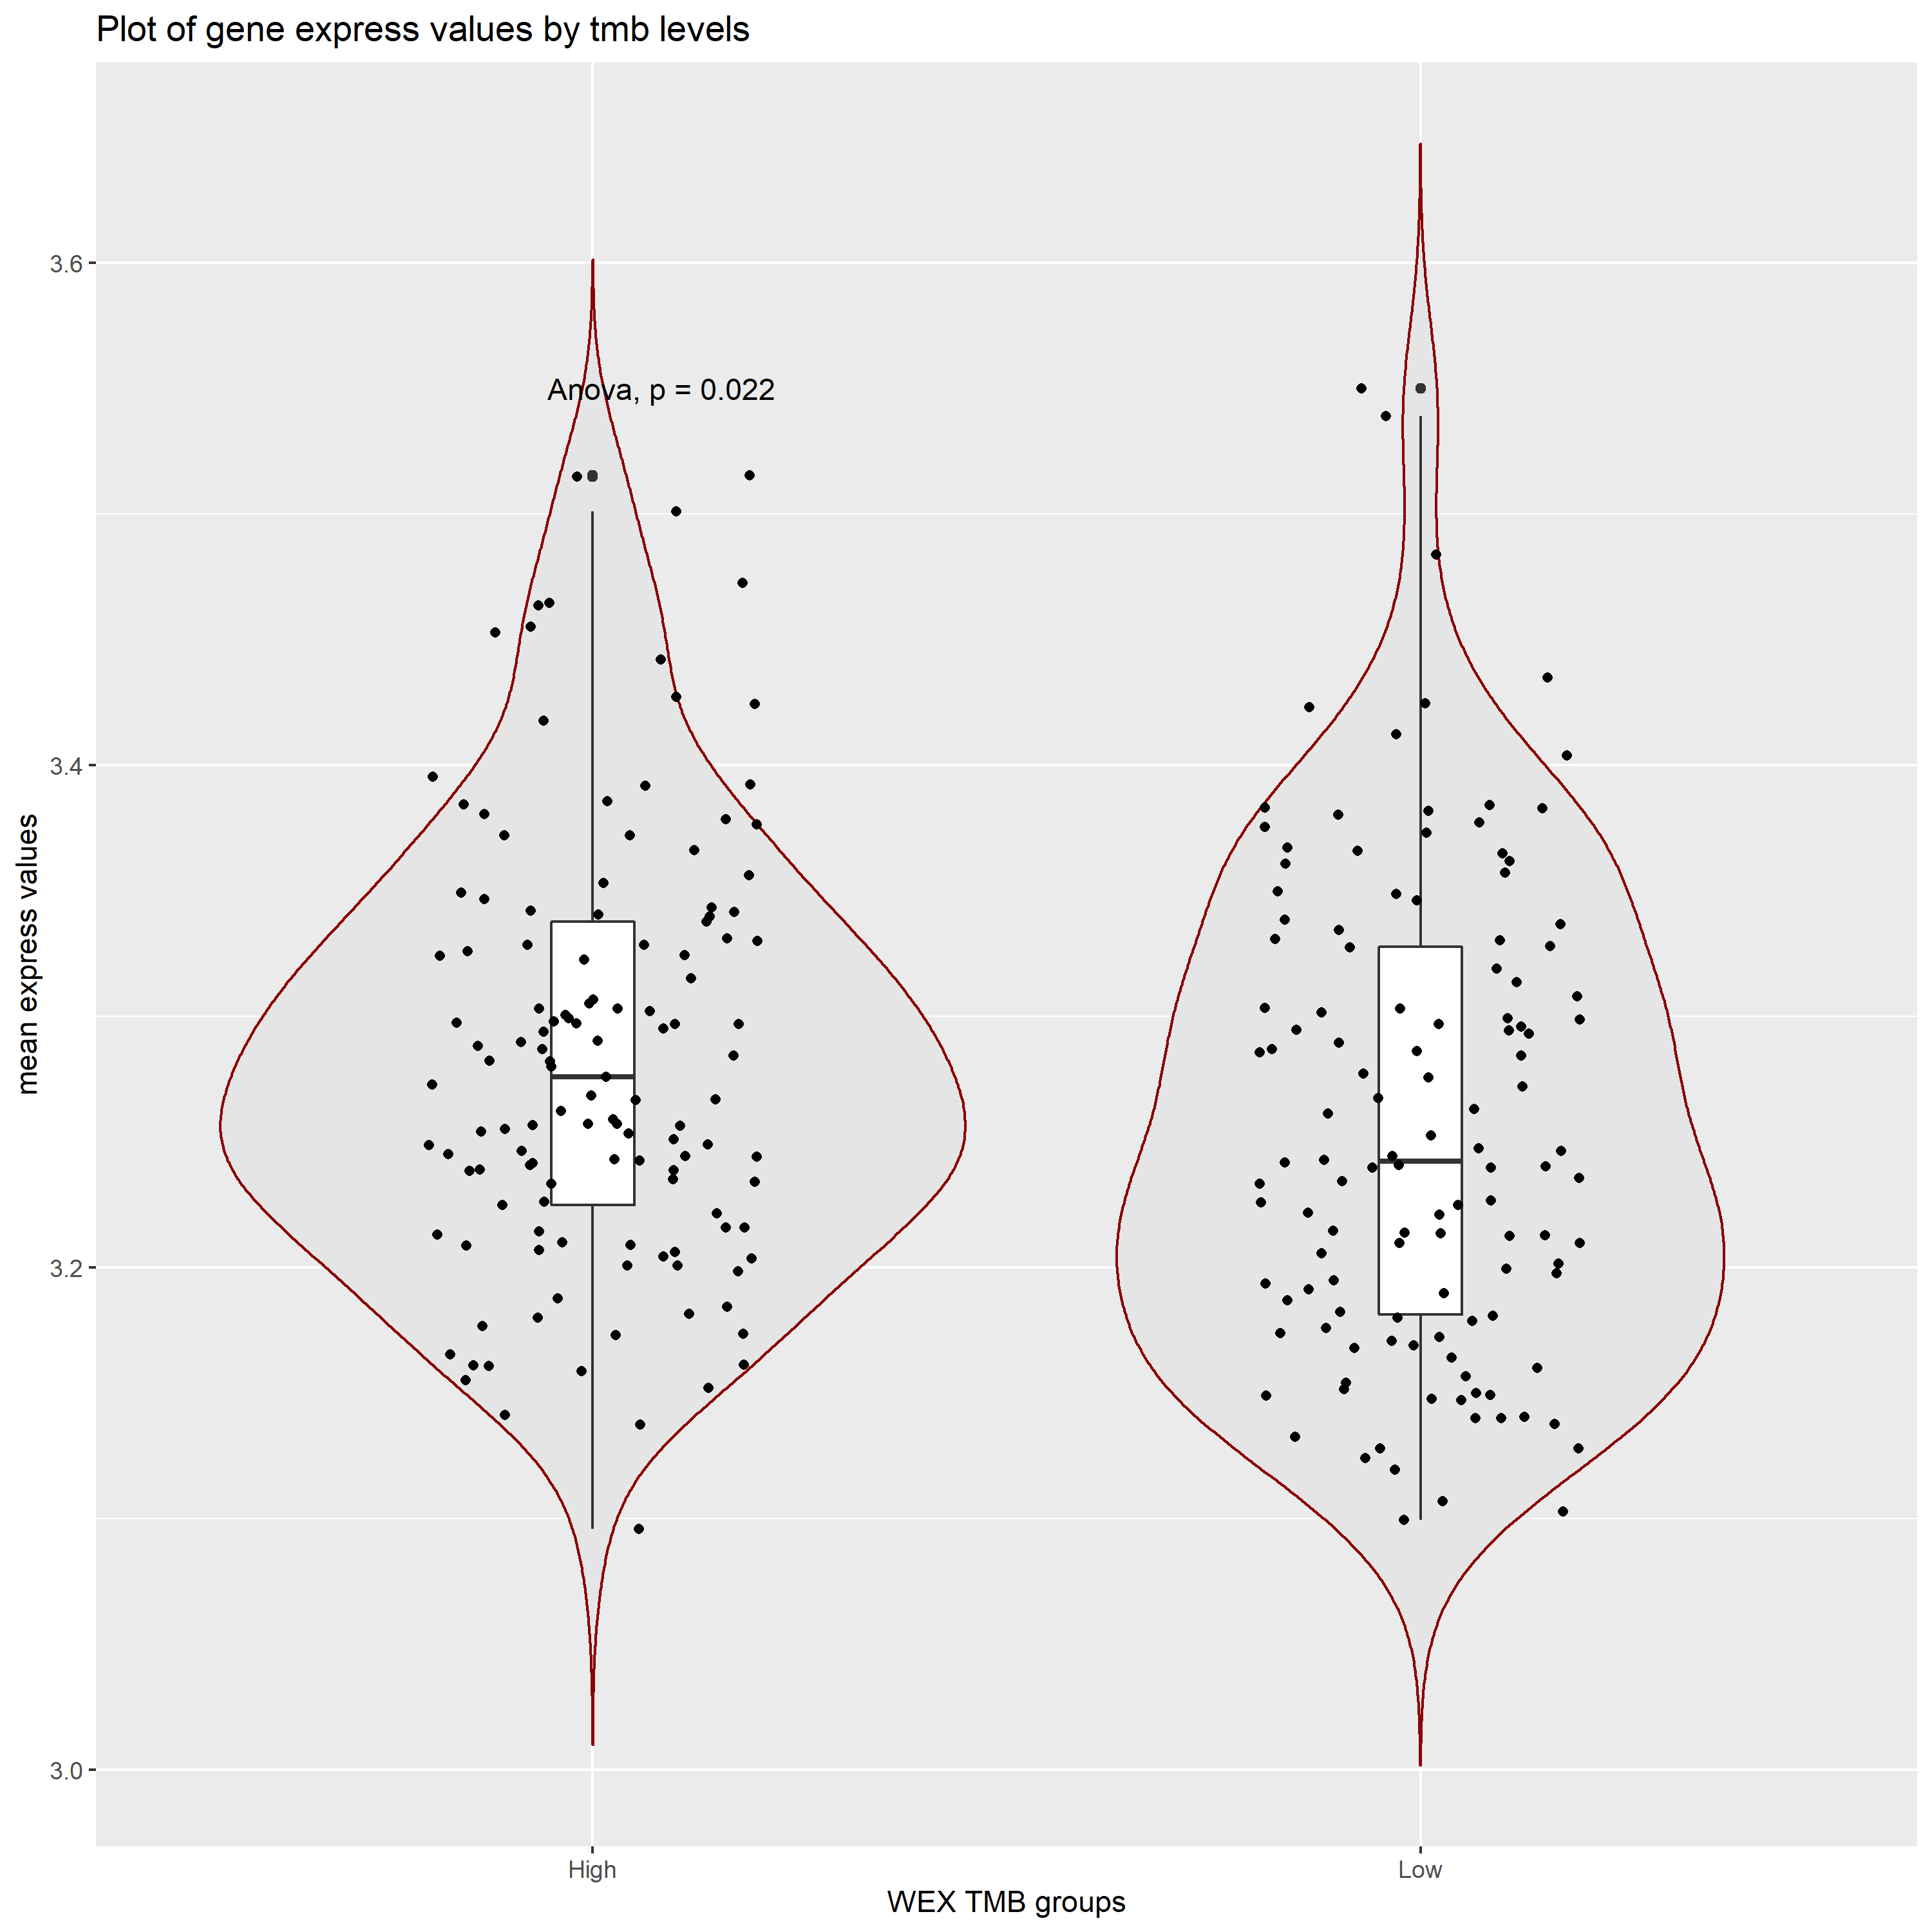 Plot of gene express values by tmb levels
Anova, p = 0.022
mean express values
3.6
3.4
3.2
3.0
High
Low
WEX TMB groups